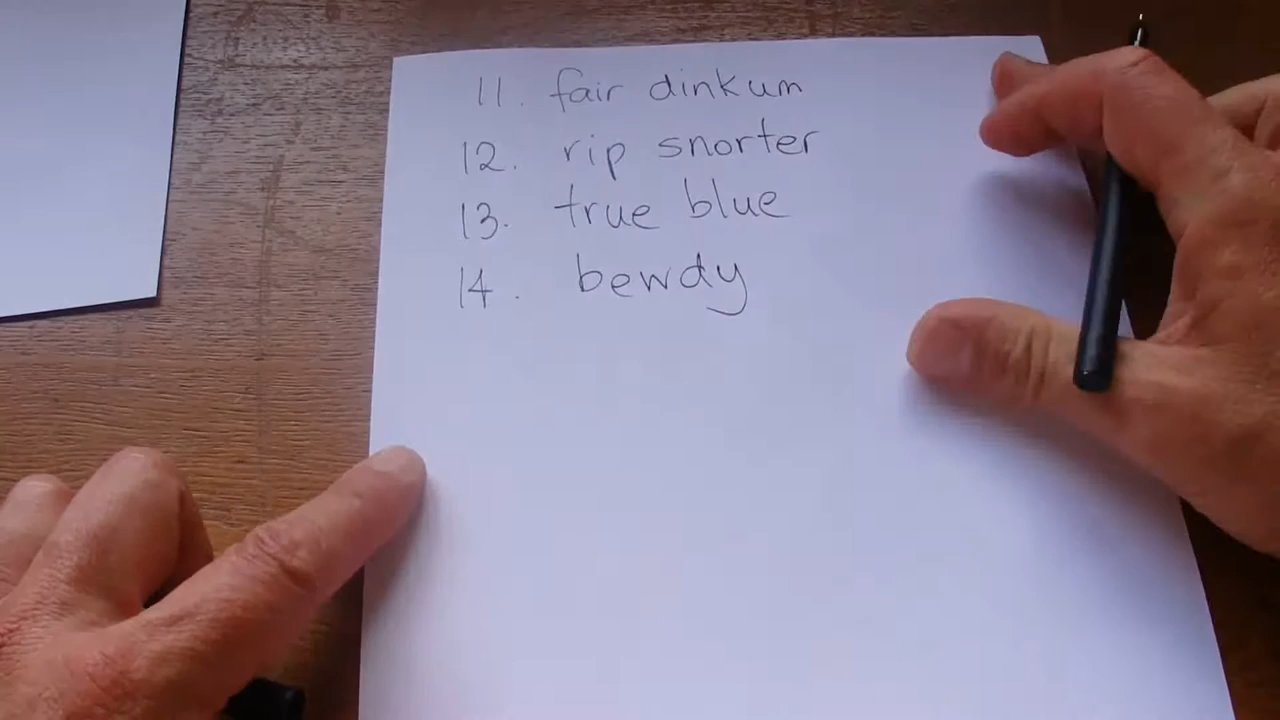 11. fair dinkum
12. rip snorter
13. true blue
14. bewdy